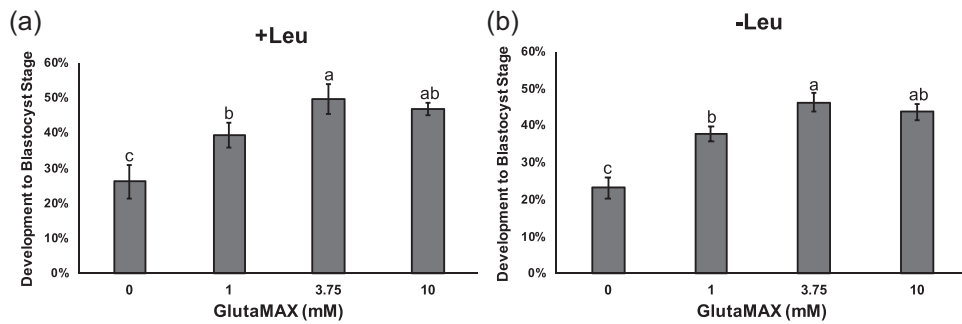 (a)
+Leu
Development to Blastocyst Stage
60%
50%
40%
30%
20%
10%
0%
c
b
a
ab
0
1
3.75
10
GlutaMAX (mM)
(b)
-Leu
Development to Blastocyst Stage
60%
50%
40%
30%
20%
10%
0%
c
b
a
ab
0
1
3.75
10
GlutaMAX (mM)